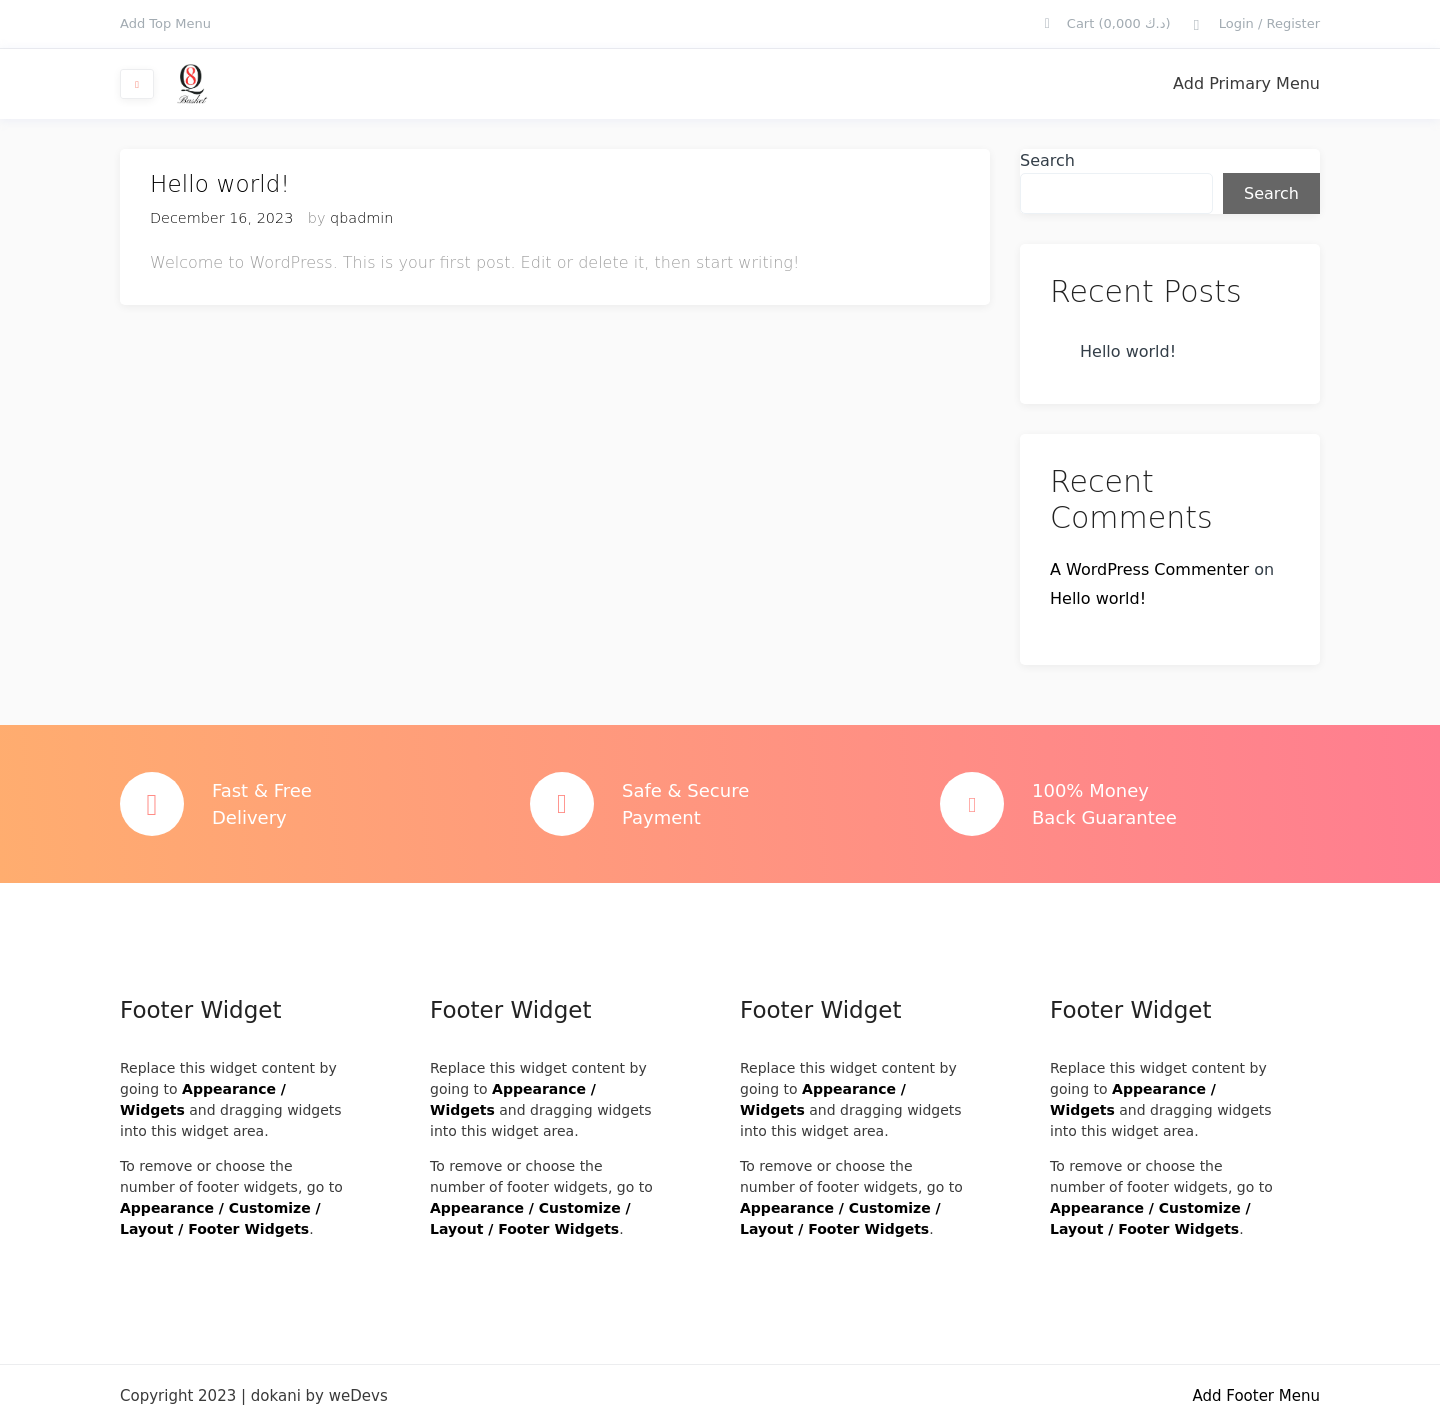 Add Top Menu
Cart (0,000 د.ك)
Login / Register
Q8
Basket
Add Primary Menu
Hello world!
December 16, 2023 by qbadmin
Welcome to WordPress. This is your first post. Edit or delete it, then start writing!
Search
Search
Recent Posts
Hello world!
Recent
Comments
A WordPress Commenter on
Hello world!
Fast & Free
Delivery
Safe & Secure
Payment
100% Money
Back Guarantee
Footer Widget
Replace this widget content by
going to Appearance /
Widgets and dragging widgets
into this widget area.
To remove or choose the
number of footer widgets, go to
Appearance / Customize /
Layout / Footer Widgets.
Footer Widget
Replace this widget content by
going to Appearance /
Widgets and dragging widgets
into this widget area.
To remove or choose the
number of footer widgets, go to
Appearance / Customize /
Layout / Footer Widgets.
Footer Widget
Replace this widget content by
going to Appearance /
Widgets and dragging widgets
into this widget area.
To remove or choose the
number of footer widgets, go to
Appearance / Customize /
Layout / Footer Widgets.
Footer Widget
Replace this widget content by
going to Appearance /
Widgets and dragging widgets
into this widget area.
To remove or choose the
number of footer widgets, go to
Appearance / Customize /
Layout / Footer Widgets.
Copyright 2023 | dokani by weDevs
Add Footer Menu